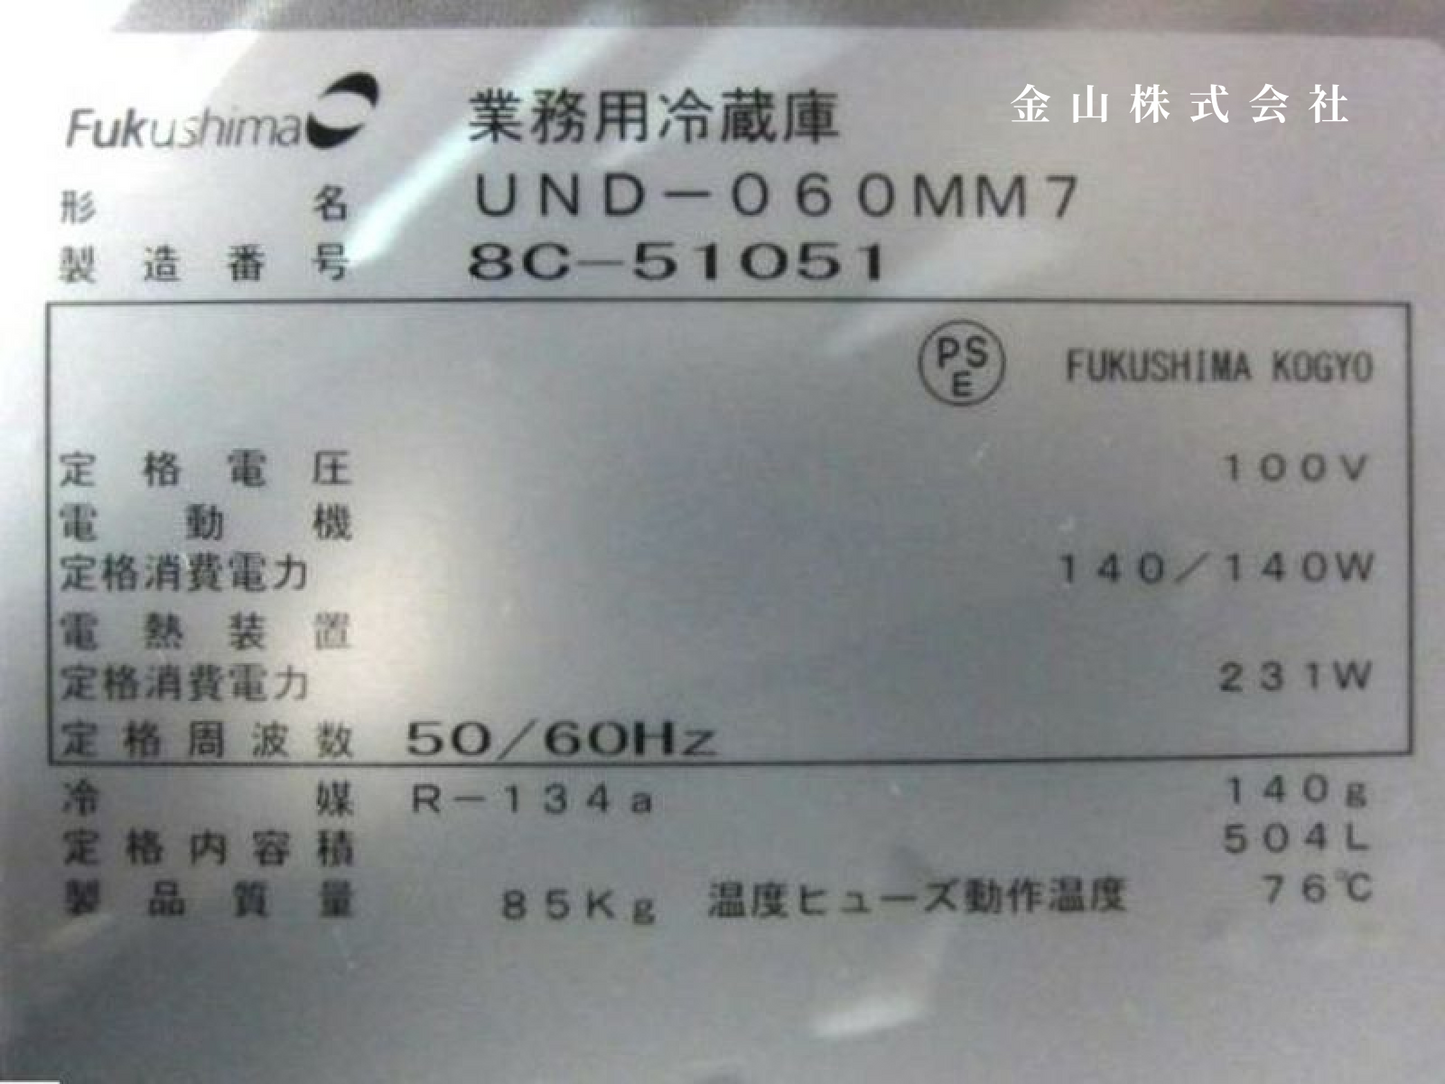 Fukushima 業務用冷蔵庫 金山株式会社
形名 UND-060MM7
製造番号 8C-51051
PSE FUKUSHIMA KOGYO
定格電圧 100V
電動機
定格消費電力 140/140W
電熱装置
定格消費電力 231W
定格周波数 50/60Hz
冷媒 R-134a 140g
定格内容積 504L
製品質量 85Kg 温度ヒューズ動作温度 76℃